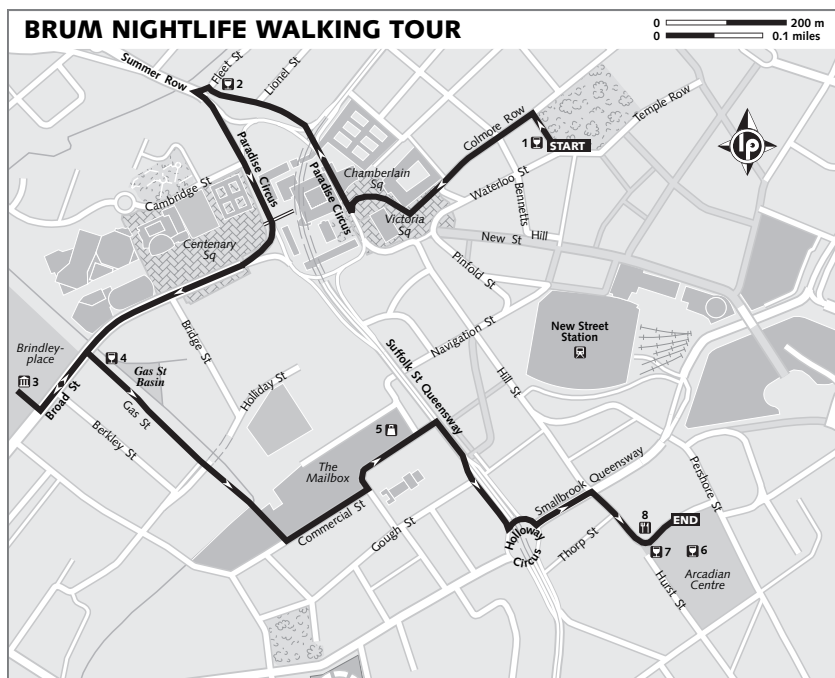 BRUM NIGHTLIFE WALKING TOUR
0 200 m
0 0.1 miles
Summer Row
Fleet St
2
Lionel St
Temple Row
Colmore Row
1
START
lp
Paradise Circus
Paradise Circus
Chamberlain
Sq
Waterloo St
Cambridge St
Bennetts
Hill
Victoria
Sq
New St
Centenary
Sq
Pinfold St
Bridge St
Navigation St
New Street
Station
Suffolk St Queensway
Brindley-
place
4
Gas St
Basin
Hill St
3
Broad St
Gas St
Holliday St
Berkley St
5
The
Mailbox
Smallbrook Queensway
Pershore St
Commercial St
Gough St
Holloway
Circus
Thorp St
8
END
7
6
Arcadian
Centre
Hurst St